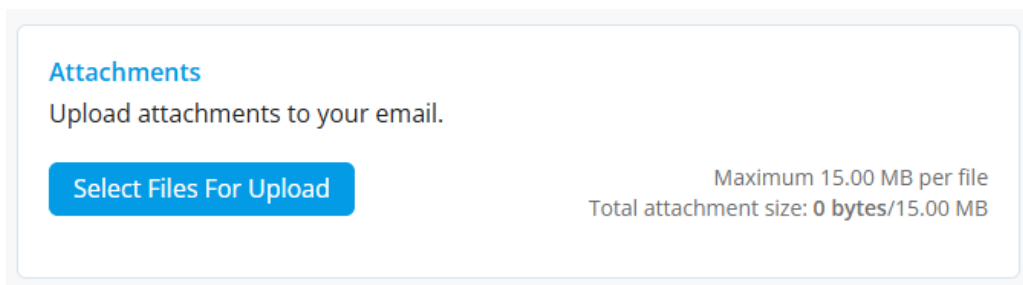 Attachments
Upload attachments to your email.
Select Files For Upload
Maximum 15.00 MB per file
Total attachment size: 0 bytes/15.00 MB